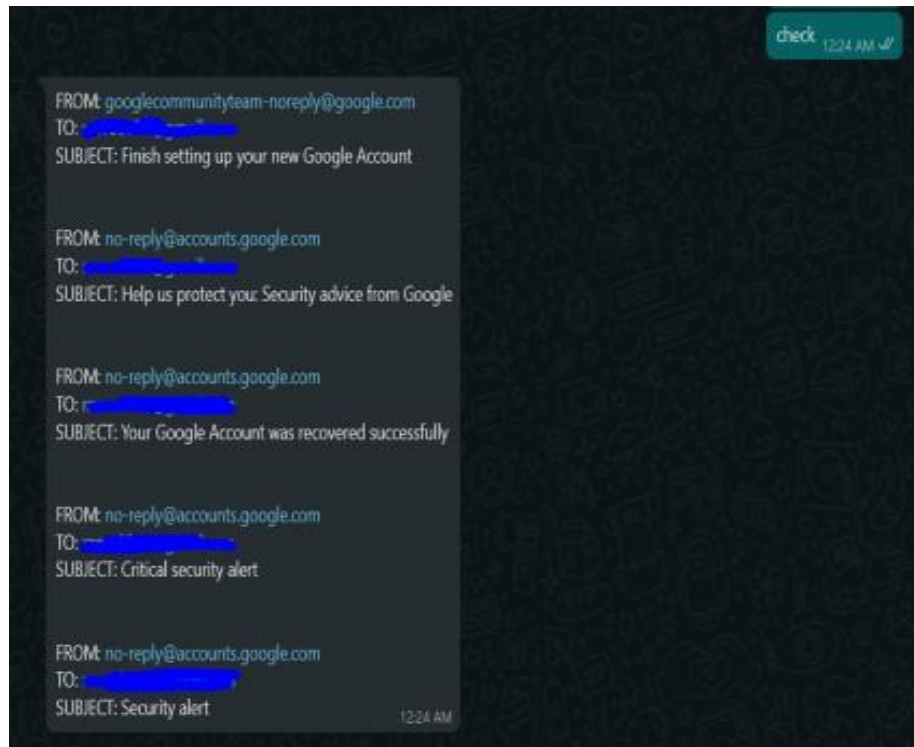 check 12:24 AM
FROM: googlecommunityteam-noreply@google.com
TO:
SUBJECT: Finish setting up your new Google Account
FROM: no-reply@accounts.google.com
TO:
SUBJECT: Help us protect you: Security advice from Google
FROM: no-reply@accounts.google.com
TO:
SUBJECT: Your Google Account was recovered successfully
FROM: no-reply@accounts.google.com
TO:
SUBJECT: Critical security alert
FROM: no-reply@accounts.google.com
TO:
SUBJECT: Security alert
12:24 AM